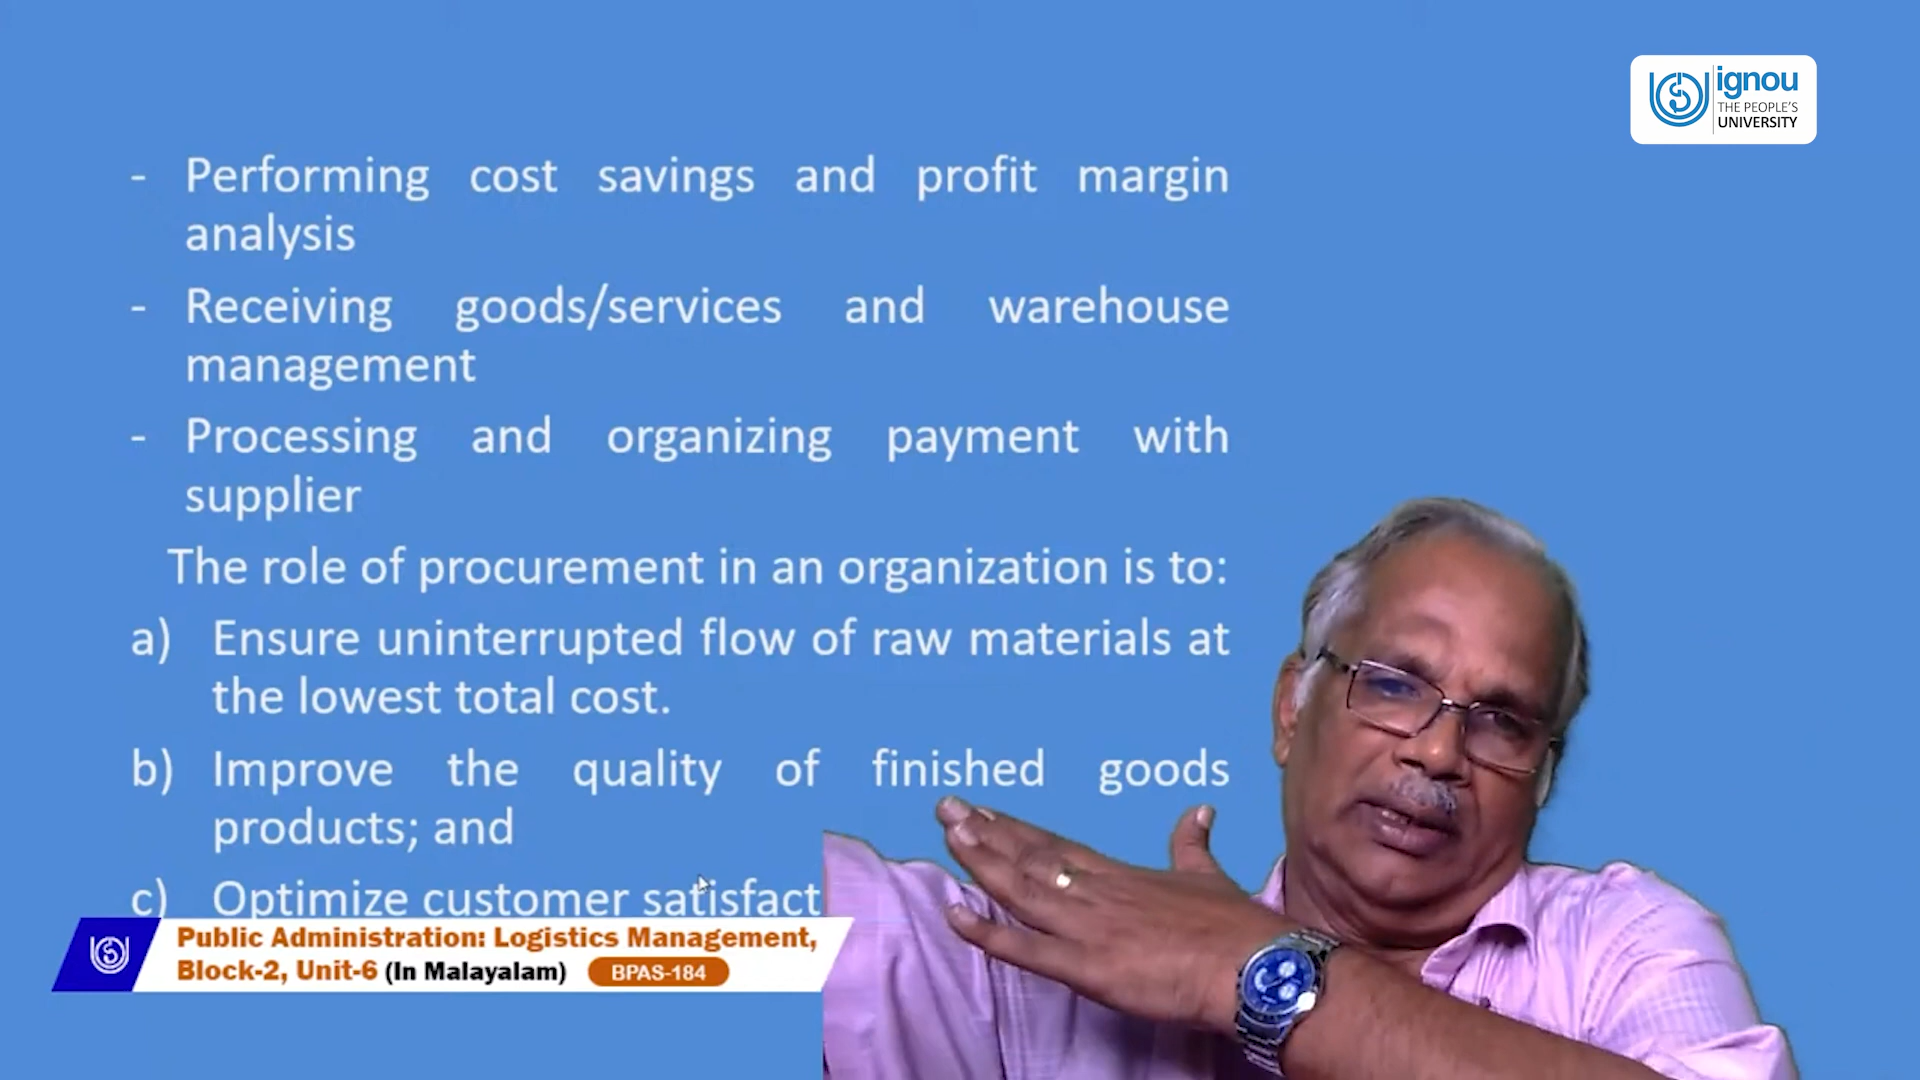 ignou
THE PEOPLE'S
UNIVERSITY
- Performing cost savings and profit margin
analysis
- Receiving goods/services and warehouse
management
- Processing and organizing payment with
supplier
The role of procurement in an organization is to:
a) Ensure uninterrupted flow of raw materials at
the lowest total cost.
b) Improve the quality of finished goods
products; and
c) Optimize customer satisfact
Public Administration: Logistics Management,
Block-2, Unit-6 (In Malayalam) BPAS-184